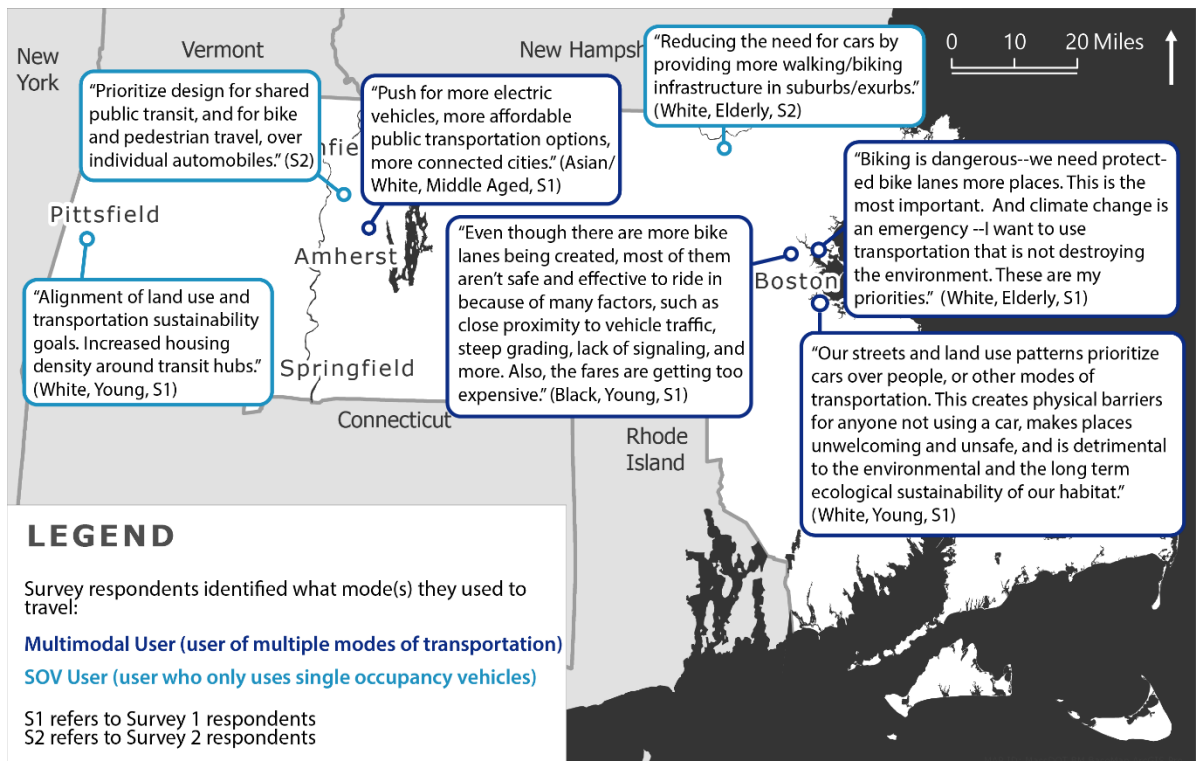 New
York
Vermont
New Hampsh
0 10 20 Miles
“Reducing the need for cars by
providing more walking/biking
infrastructure in suburbs/exurbs.”
(White, Elderly, S2)
“Prioritize design for shared
public transit, and for bike
and pedestrian travel, over
individual automobiles.” (S2)
nfie
“Push for more electric
vehicles, more affordable
public transportation options,
more connected cities.” (Asian/
White, Middle Aged, S1)
“Biking is dangerous--we need protect-
ed bike lanes more places. This is the
most important. And climate change is
an emergency --I want to use
transportation that is not destroying
the environment. These are my
priorities.” (White, Elderly, S1)
Pittsfield
Amherst
Boston
“Even though there are more bike
lanes being created, most of them
aren’t safe and effective to ride in
because of many factors, such as
close proximity to vehicle traffic,
steep grading, lack of signaling, and
more. Also, the fares are getting too
expensive.” (Black, Young, S1)
“Alignment of land use and
transportation sustainability
goals. Increased housing
density around transit hubs.”
(White, Young, S1)
Springfield
“Our streets and land use patterns prioritize
cars over people, or other modes of
transportation. This creates physical barriers
for anyone not using a car, makes places
unwelcoming and unsafe, and is detrimental
to the environmental and the long term
ecological sustainability of our habitat.”
(White, Young, S1)
Connecticut
Rhode
Island
LEGEND
Survey respondents identified what mode(s) they used to
travel:
Multimodal User (user of multiple modes of transportation)
SOV User (user who only uses single occupancy vehicles)
S1 refers to Survey 1 respondents
S2 refers to Survey 2 respondents